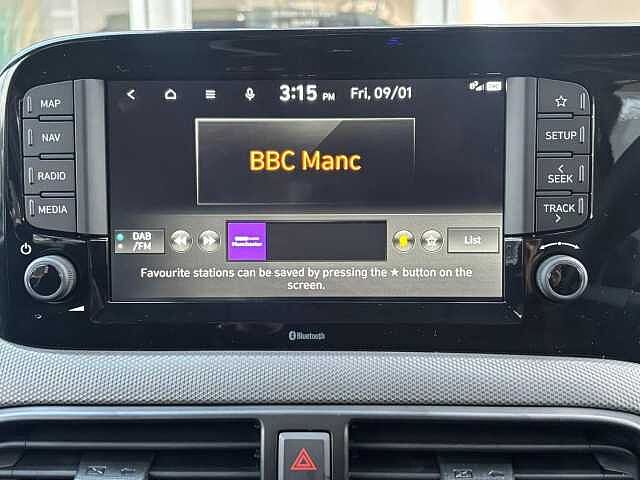 3:15 PM Fri, 09/01
MAP
NAV
RADIO
MEDIA
SETUP
< SEEK
TRACK >
BBC Manc
DAB
/FM
Manchester
List
Favourite stations can be saved by pressing the ★ button on the
screen.
Bluetooth